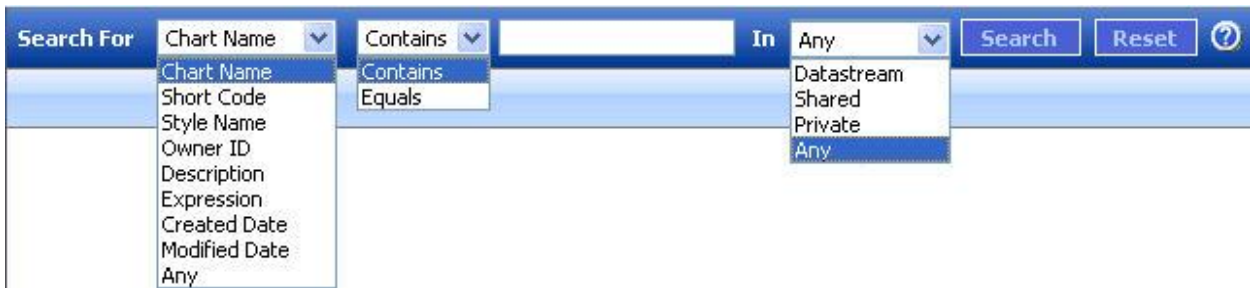 Search For Chart Name Contains In Any Search Reset ?
Chart Name Contains Datastream
Short Code Equals Shared
Style Name Private
Owner ID Any
Description
Expression
Created Date
Modified Date
Any